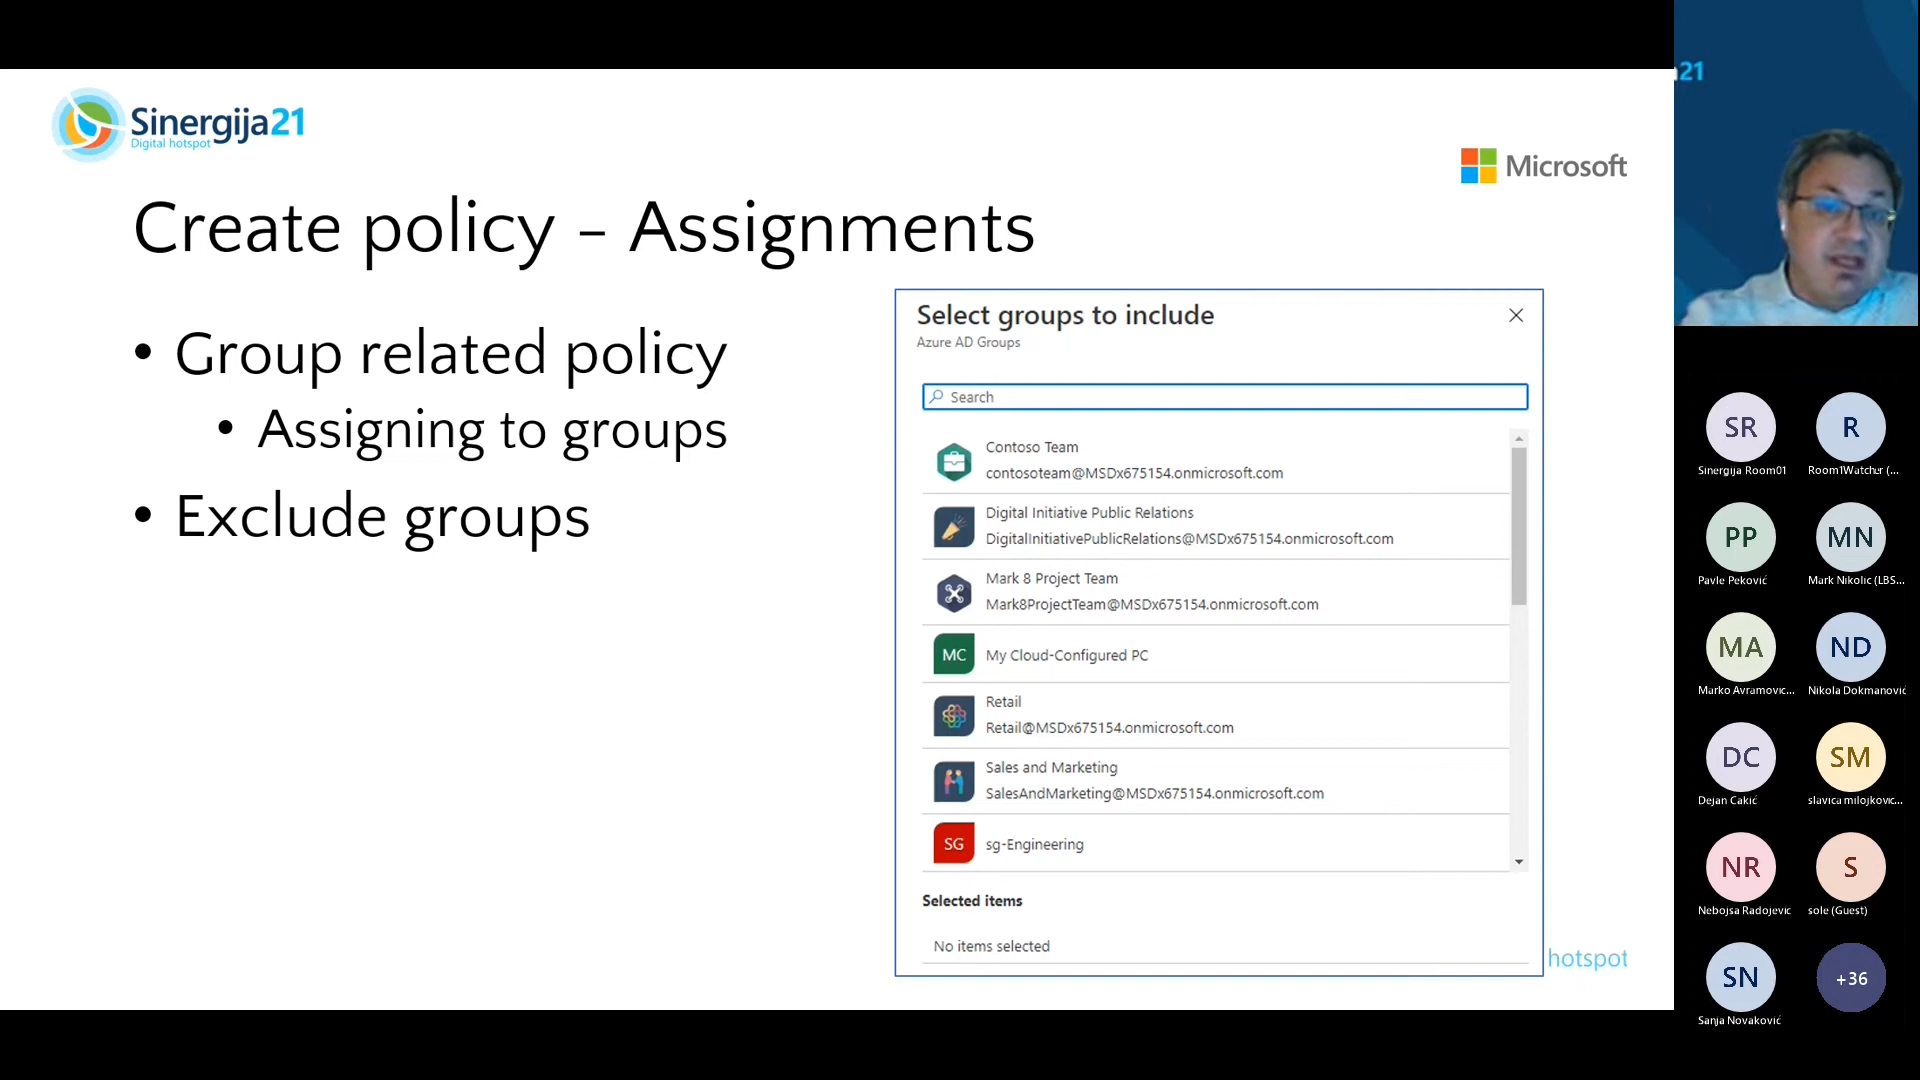 Sinergija21
Digital hotspot
Microsoft
21
Create policy – Assignments
• Group related policy
• Assigning to groups
• Exclude groups
Select groups to include
Azure AD Groups
Search
Contoso Team
contosoteam@MSDx675154.onmicrosoft.com
Digital Initiative Public Relations
DigitalInitiativePublicRelations@MSDx675154.onmicrosoft.com
Mark 8 Project Team
Mark8ProjectTeam@MSDx675154.onmicrosoft.com
MC My Cloud-Configured PC
Retail
Retail@MSDx675154.onmicrosoft.com
Sales and Marketing
SalesAndMarketing@MSDx675154.onmicrosoft.com
SG sg-Engineering
Selected items
No items selected
hotspot
SR R
Sinergija Room01 Room1Watcher (...
PP MN
Pavle Peković Mark Nikolic (LBS...
MA ND
Marko Avramovic... Nikola Dokmanović
DC SM
Dejan Cakić slavica milojkovic...
NR S
Nebojsa Radojevic sole (Guest)
SN +36
Sanja Novaković